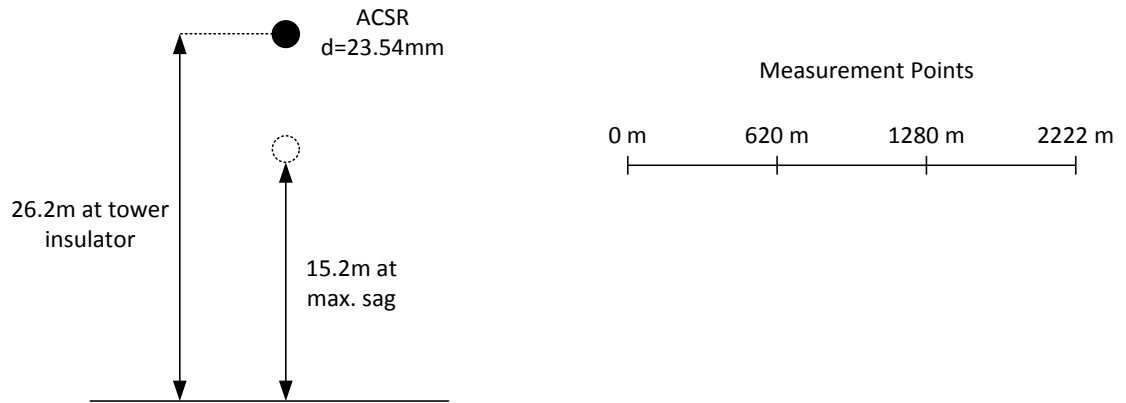 ACSR
d=23.54mm
26.2m at tower
insulator
15.2m at
max. sag
Measurement Points
0 m 620 m 1280 m 2222 m